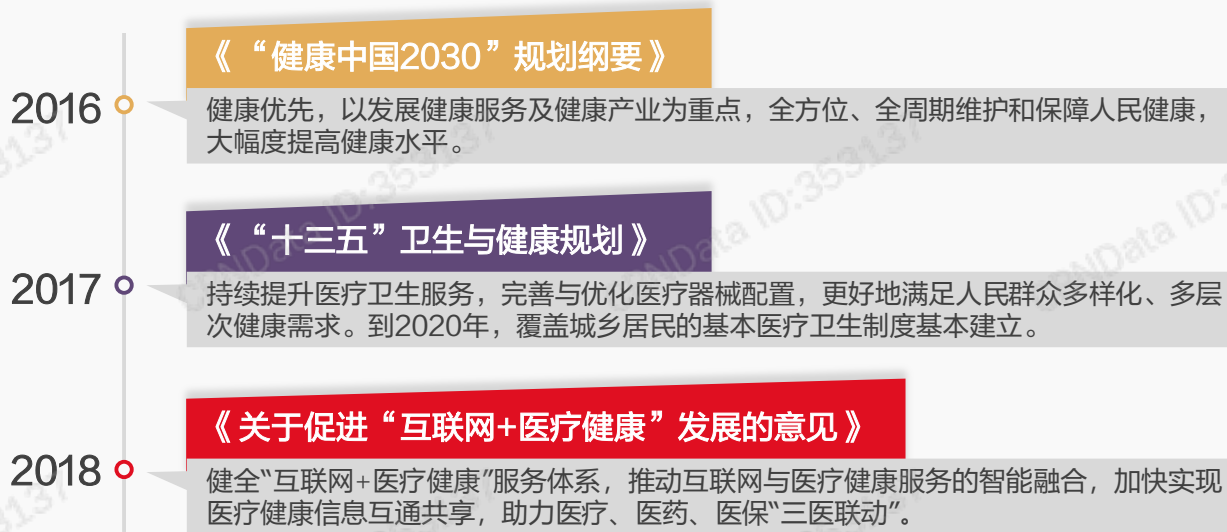 《“健康中国2030”规划纲要》
2016
健康优先，以发展健康服务及健康产业为重点，全方位、全周期维护和保障人民健康，
大幅度提高健康水平。
《“十三五”卫生与健康规划》
2017
持续提升医疗卫生服务，完善与优化医疗器械配置，更好地满足人民群众多样化、多层
次健康需求。到2020年，覆盖城乡居民的基本医疗卫生制度基本建立。
《关于促进“互联网+医疗健康”发展的意见》
2018
健全“互联网+医疗健康”服务体系，推动互联网与医疗健康服务的智能融合，加快实现
医疗健康信息互通共享，助力医疗、医药、医保“三医联动”。